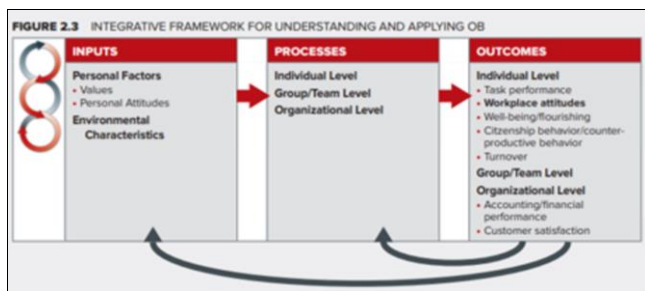 FIGURE 2.3 INTEGRATIVE FRAMEWORK FOR UNDERSTANDING AND APPLYING OB
INPUTS
Personal Factors
• Values
• Personal Attitudes
Environmental
Characteristics
PROCESSES
Individual Level
Group/Team Level
Organizational Level
OUTCOMES
Individual Level
• Task performance
• Workplace attitudes
• Well-being/flourishing
• Citizenship behavior/counter-
productive behavior
• Turnover
Group/Team Level
Organizational Level
• Accounting/financial
performance
• Customer satisfaction